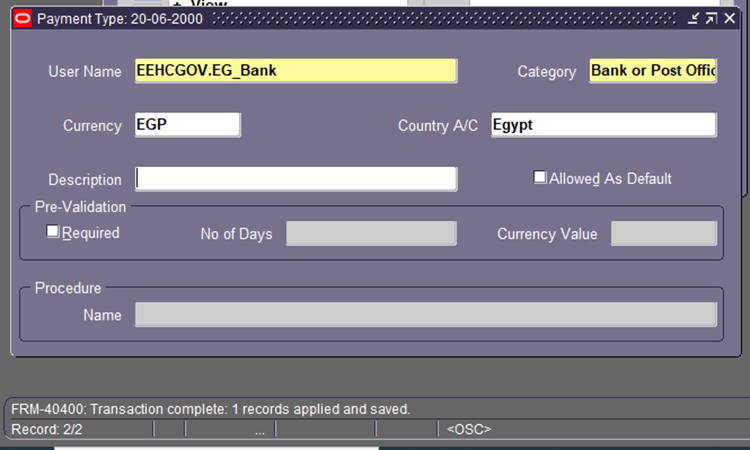 View
Payment Type: 20-06-2000
User Name EEHCGOV.EG_Bank Category Bank or Post Offic
Currency EGP Country A/C Egypt
Description Allowed As Default
Pre-Validation
Required No of Days Currency Value
Procedure
Name
FRM-40400: Transaction complete: 1 records applied and saved.
Record: 2/2 ... <OSC>